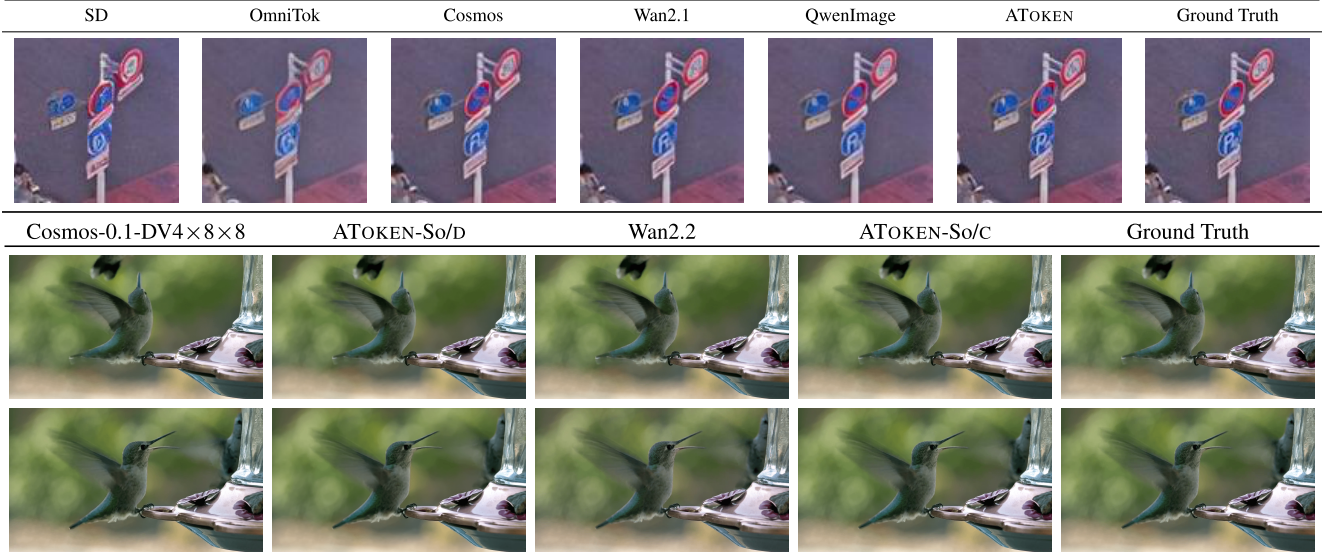 SD OmniTok Cosmos Wan2.1 QwenImage ATOKEN Ground Truth
Cosmos-0.1-DV4×8×8 ATOKEN-So/D Wan2.2 ATOKEN-So/C Ground Truth